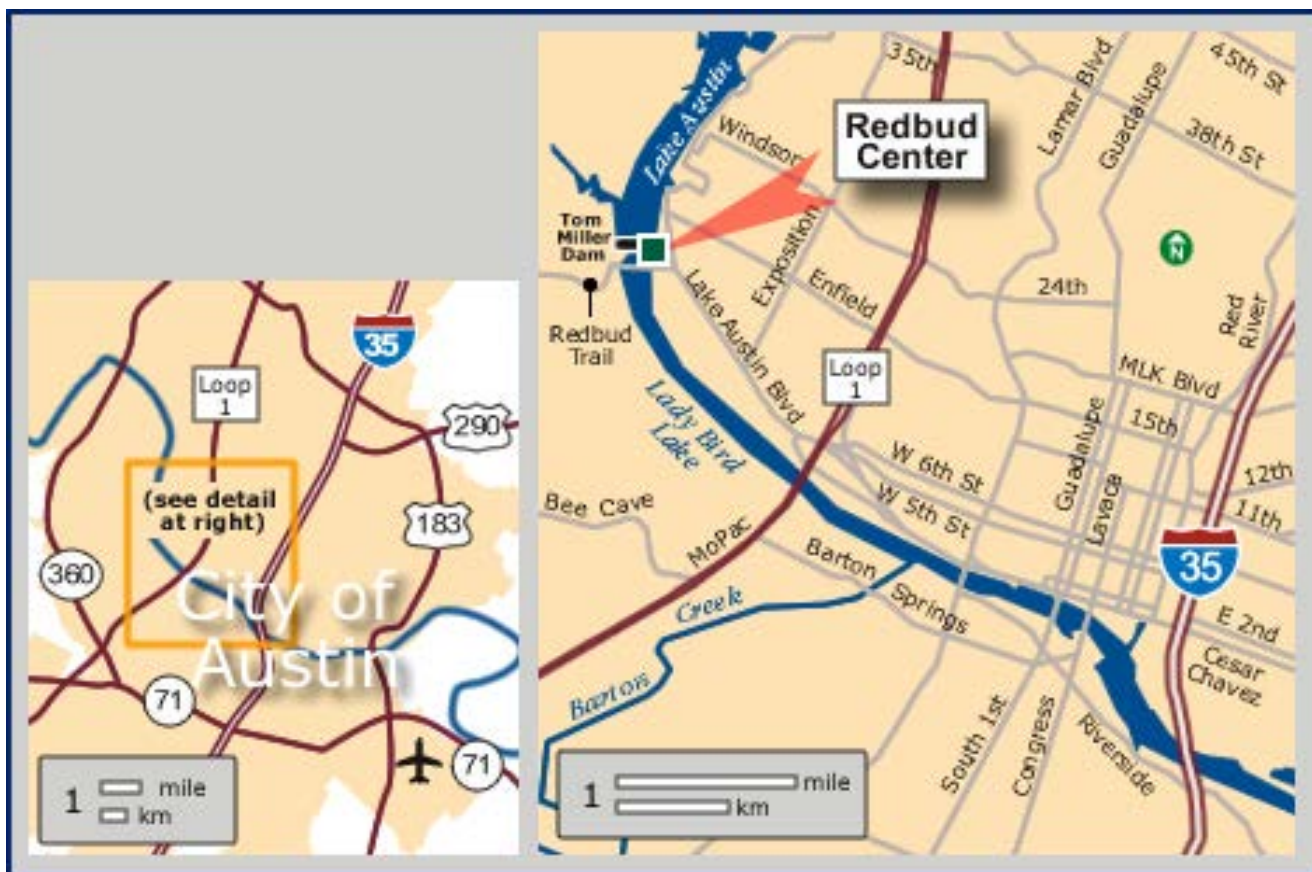 Loop
1
35
290
(see detail
at right)
183
360
City of
Austin
71
71
1
mile
km
Lake Austin
35th
Lamar Blvd
Guadalupe
45th St
38th St
Windsor
Redbud
Center
Tom
Miller
Dam
Redbud
Trail
Exposition
Enfield
24th
N
Red
River
Lake Austin Blvd
Loop
1
MLK Blvd
15th
Lady Bird
Lake
W 6th St
W 5th St
Guadalupe
Lavaca
12th
11th
Bee Cave
MoPac
Barton
Springs
35
Creek
Barton
E 2nd
Cesar
Chavez
South 1st
Congress
Riverside
1
mile
km